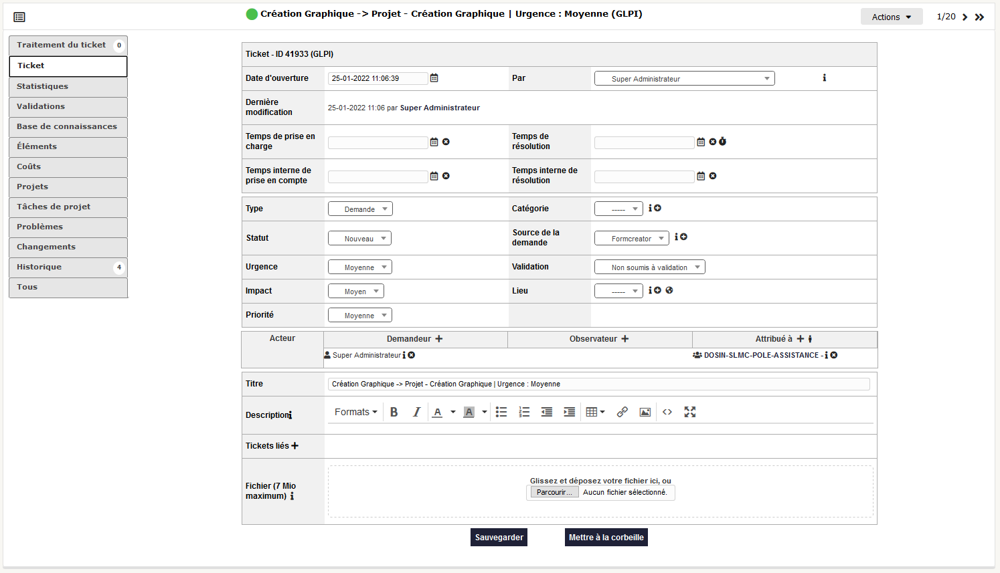 Création Graphique -> Projet - Création Graphique | Urgence : Moyenne (GLPI)
Actions
1/20
Traitement du ticket 0
Ticket
Statistiques
Validations
Base de connaissances
Éléments
Coûts
Projets
Tâches de projet
Problèmes
Changements
Historique 4
Tous
Ticket - ID 41933 (GLPI)
Date d'ouverture 25-01-2022 11:06:39 Par Super Administrateur
Dernière
modification
25-01-2022 11:06 par Super Administrateur
Temps de prise en
charge
Temps de
résolution
Temps interne de
prise en compte
Temps interne de
résolution
Type Demande Catégorie -----
Statut Nouveau
Source de la
demande
Formcreator
Urgence Moyenne Validation Non soumis à validation
Impact Moyen Lieu -----
Priorité Moyenne
Acteur Demandeur Observateur Attribué à
Super Administrateur DOSIN-SLMC-POLE-ASSISTANCE -
Titre Création Graphique -> Projet - Création Graphique | Urgence : Moyenne
Description Formats B I A A
Tickets liés
Fichier (7 Mio
maximum)
Glissez et déposez votre fichier ici, ou
Parcourir... Aucun fichier sélectionné.
Sauvegarder Mettre à la corbeille